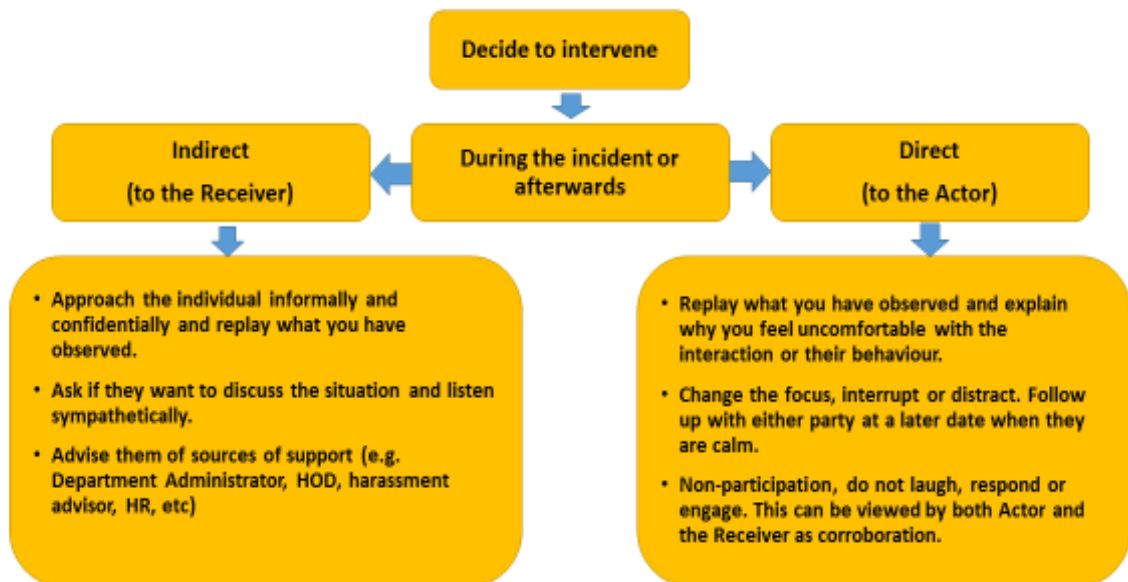 Decide to intervene
Indirect
(to the Receiver)
During the incident or
afterwards
Direct
(to the Actor)
• Approach the individual informally and
confidentially and replay what you have
observed.
• Ask if they want to discuss the situation and listen
sympathetically.
• Advise them of sources of support (e.g.
Department Administrator, HOD, harassment
advisor, HR, etc)
• Replay what you have observed and explain
why you feel uncomfortable with the
interaction or their behaviour.
• Change the focus, interrupt or distract. Follow
up with either party at a later date when they
are calm.
• Non-participation, do not laugh, respond or
engage. This can be viewed by both Actor and
the Receiver as corroboration.